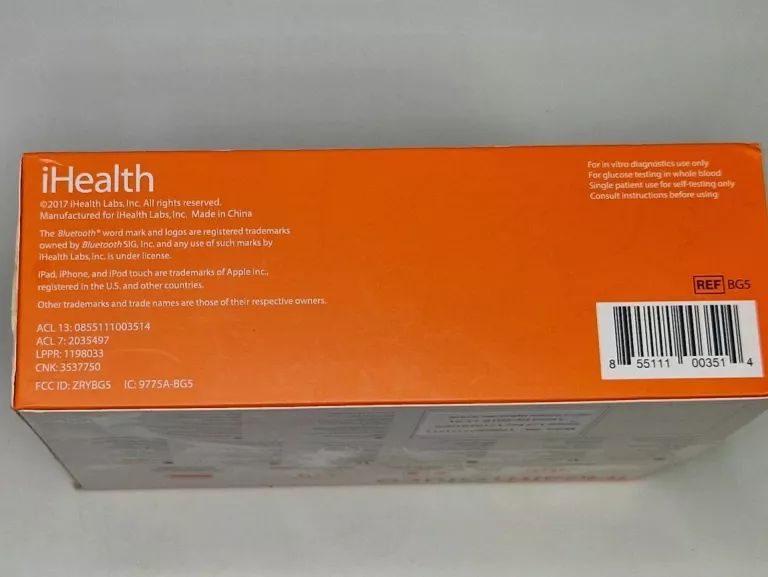 iHealth
©2017 iHealth Labs, Inc. All rights reserved.
Manufactured for iHealth Labs, Inc. Made in China
The Bluetooth® word mark and logos are registered trademarks
owned by Bluetooth SIG, Inc. and any use of such marks by
iHealth Labs, Inc. is under license.
iPad, iPhone, and iPod touch are trademarks of Apple Inc.,
registered in the U.S. and other countries.
Other trademarks and trade names are those of their respective owners.
ACL 13: 0855111003514
ACL 7: 2035497
LPPR: 1198033
CNK: 3537750
FCC ID: ZRYBG5 IC: 9775A-BG5
For in vitro diagnostics use only
For glucose testing in whole blood
Single patient use for self-testing only
Consult instructions before using
REF BG5
8 55111 00351 4